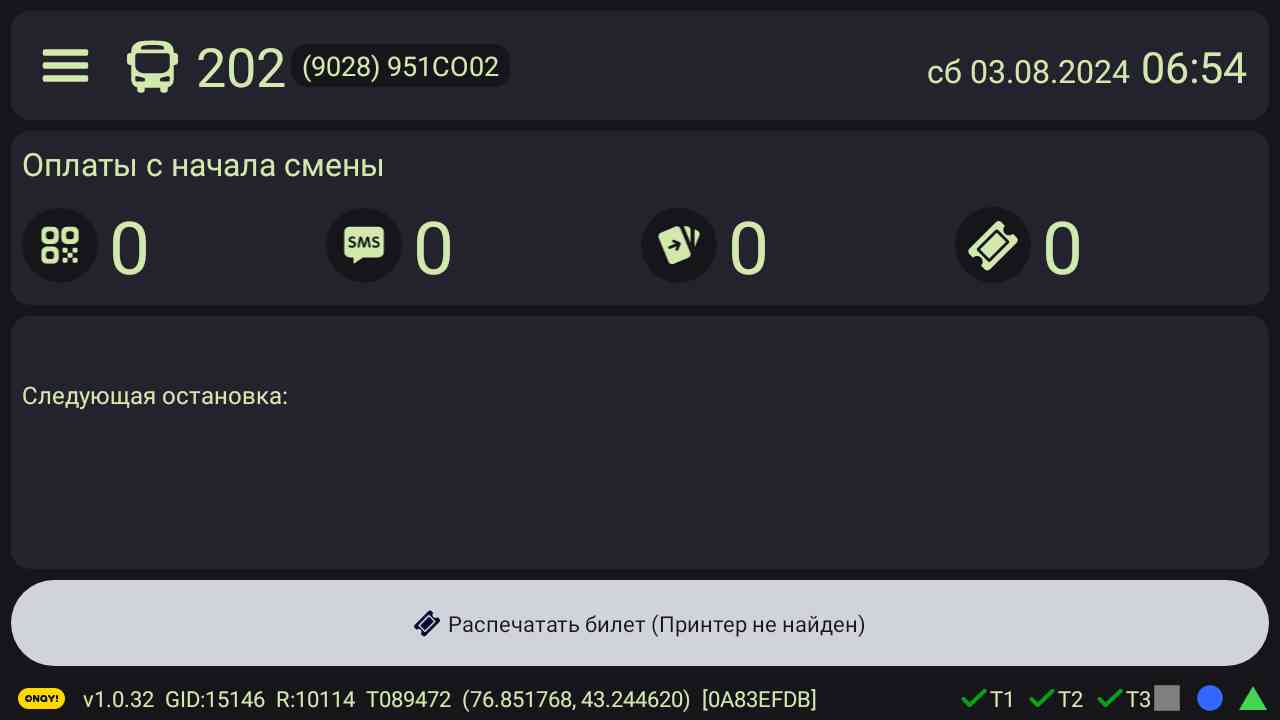 202 (9028) 951CO02 сб 03.08.2024 06:54
Оплаты с начала смены
0 SMS 0 0 0
Следующая остановка:
Распечатать билет (Принтер не найден)
ONAY! v1.0.32 GID:15146 R:10114 T089472 (76.851768, 43.244620) [0A83EFDB] T1 T2 T3